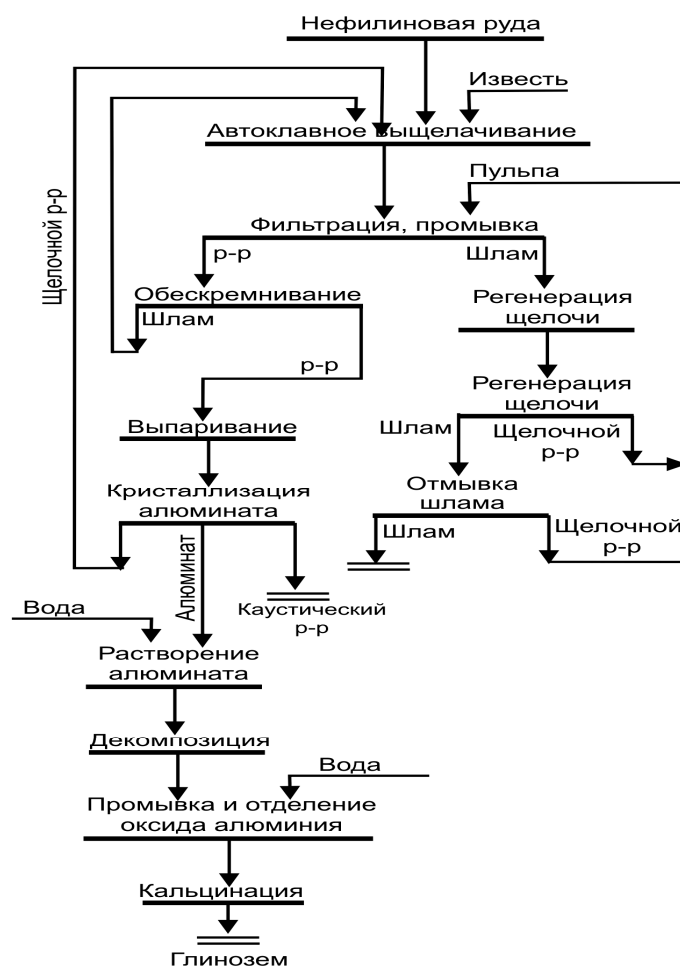 Нефилиновая руда
Известь
Автоклавное выщелачивание
Пульпа
Щелочной р-р
Фильтрация, промывка
р-р
Шлам
Обескремнивание
Шлам
Регенерация
щелочи
р-р
Регенерация
щелочи
Выпаривание
Шлам
Щелочной
р-р
Кристаллизация
алюмината
Отмывка
шлама
Шлам
Щелочной
р-р
Алюминат
Каустический
р-р
Вода
Растворение
алюмината
Декомпозиция
Вода
Промывка и отделение
оксида алюминия
Кальцинация
Глинозем